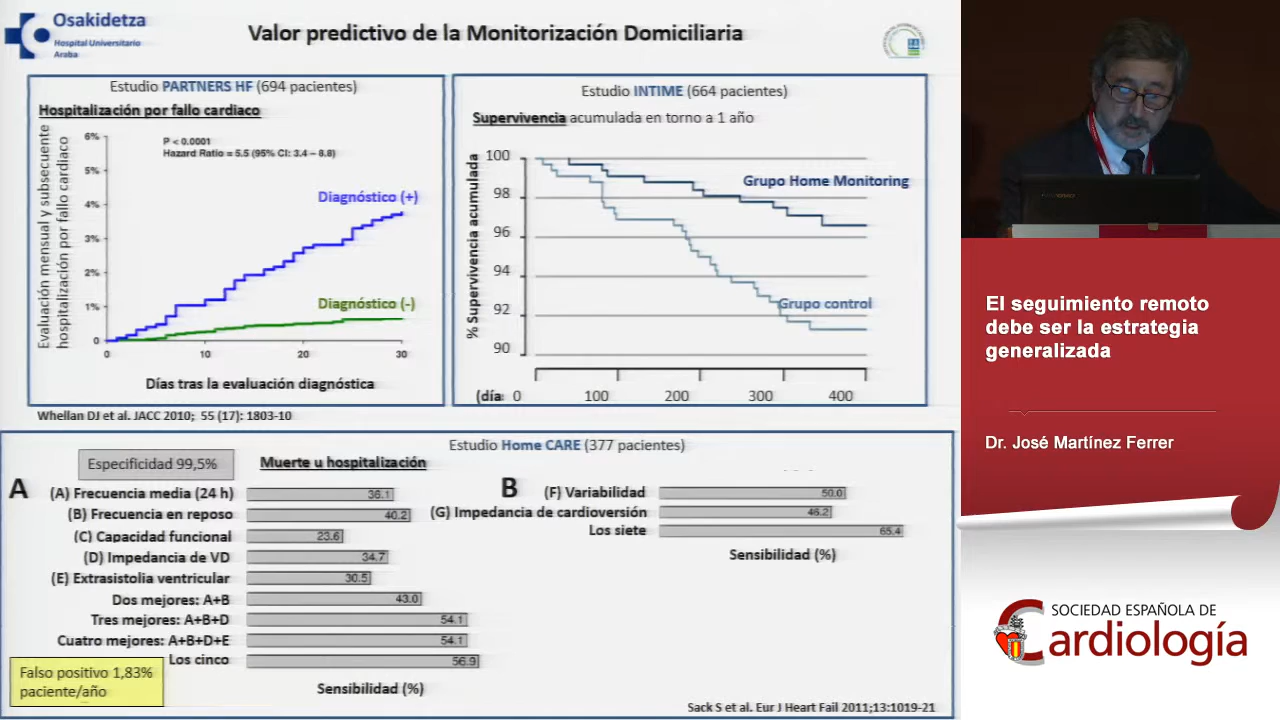 Osakidetza
Hospital Universitario
Araba
Valor predictivo de la Monitorización Domiciliaria
Estudio PARTNERS HF (694 pacientes)
Hospitalización por fallo cardiaco
Evaluación mensual y subsecuente
hospitalización por fallo cardiaco
6%
5%
4%
3%
2%
1%
0
P < 0.0001
Hazard Ratio = 5.5 (95% CI: 3.4 – 8.8)
Diagnóstico (+)
Diagnóstico (-)
0 10 20 30
Días tras la evaluación diagnóstica
Whellan DJ et al. JACC 2010; 55 (17): 1803-10
Estudio INTIME (664 pacientes)
Supervivencia acumulada en torno a 1 año
% Supervivencia acumulada
100
98
96
94
92
90
Grupo Home Monitoring
Grupo control
(día 0 100 200 300 400
Estudio Home CARE (377 pacientes)
Especificidad 99,5%
Muerte u hospitalización
A
(A) Frecuencia media (24 h) 36.1
(B) Frecuencia en reposo 40.2
(C) Capacidad funcional 23.6
(D) Impedancia de VD 34.7
(E) Extrasistolia ventricular 30.5
Dos mejores: A+B 43.0
Tres mejores: A+B+D 54.1
Cuatro mejores: A+B+D+E 54.1
Los cinco 56.9
Sensibilidad (%)
Falso positivo 1,83%
paciente/año
B
(F) Variabilidad 50.0
(G) Impedancia de cardioversión 46.2
Los siete 65.4
Sensibilidad (%)
Sack S et al. Eur J Heart Fail 2011;13:1019-21
El seguimiento remoto
debe ser la estrategia
generalizada
Dr. José Martínez Ferrer
SOCIEDAD ESPAÑOLA DE
Cardiología